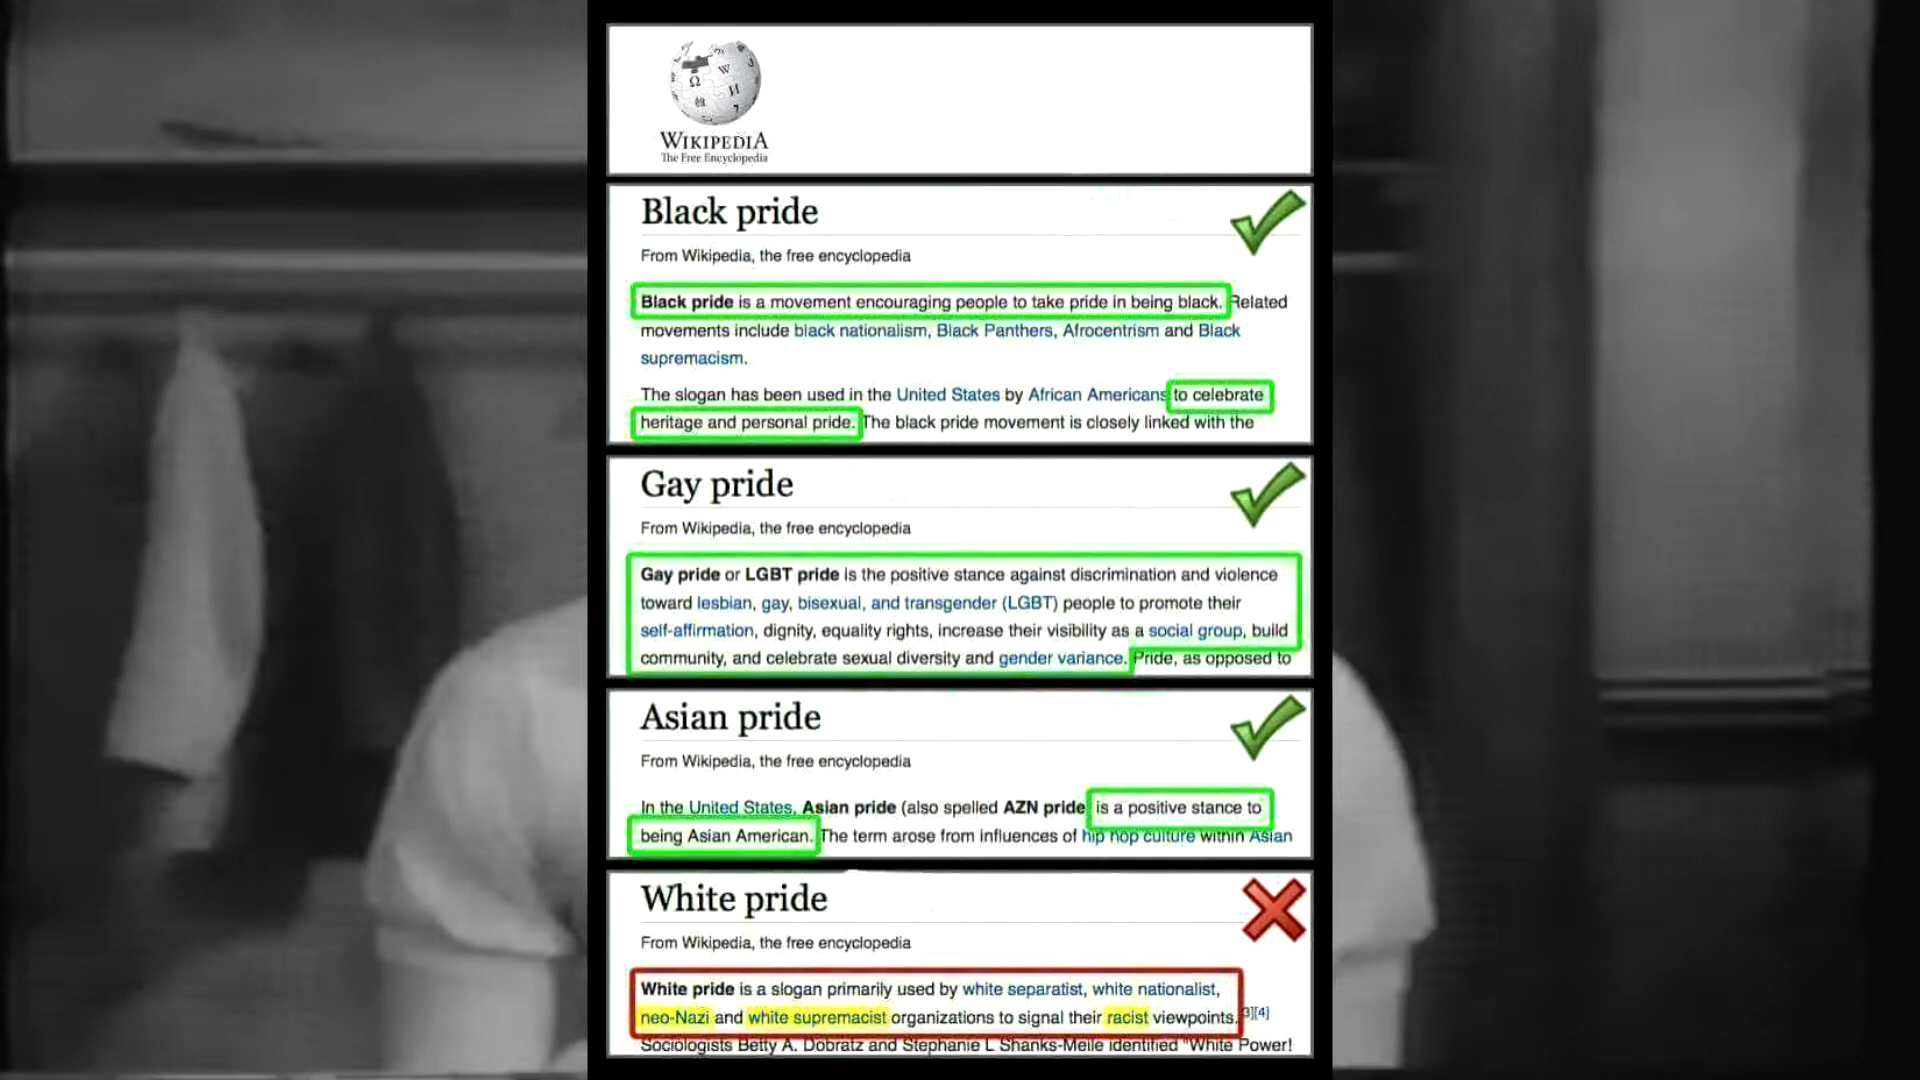 WIKIPEDIA
The Free Encyclopedia
Black pride
From Wikipedia, the free encyclopedia
Black pride is a movement encouraging people to take pride in being black. Related
movements include black nationalism, Black Panthers, Afrocentrism and Black
supremacism.
The slogan has been used in the United States by African Americans to celebrate
heritage and personal pride. The black pride movement is closely linked with the
Gay pride
From Wikipedia, the free encyclopedia
Gay pride or LGBT pride is the positive stance against discrimination and violence
toward lesbian, gay, bisexual, and transgender (LGBT) people to promote their
self-affirmation, dignity, equality rights, increase their visibility as a social group, build
community, and celebrate sexual diversity and gender variance. Pride, as opposed to
Asian pride
From Wikipedia, the free encyclopedia
In the United States, Asian pride (also spelled AZN pride is a positive stance to
being Asian American. The term arose from influences of hip hop culture within Asian
White pride
From Wikipedia, the free encyclopedia
White pride is a slogan primarily used by white separatist, white nationalist,
neo-Nazi and white supremacist organizations to signal their racist viewpoints. 3][4]
Sociologists Betty A. Dobratz and Stephanie L Shanks-Meile identified "White Power!